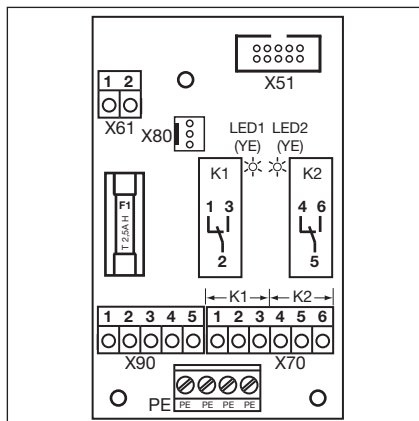 X51
1 2
X61
X80
LED1 LED2
(YE) (YE)
K1
K2
1 3
2
4 6
5
F1
T 2,5A H
K1 K2
1 2 3 4 5 1 2 3 4 5 6
X90 X70
PE
PE PE PE PE